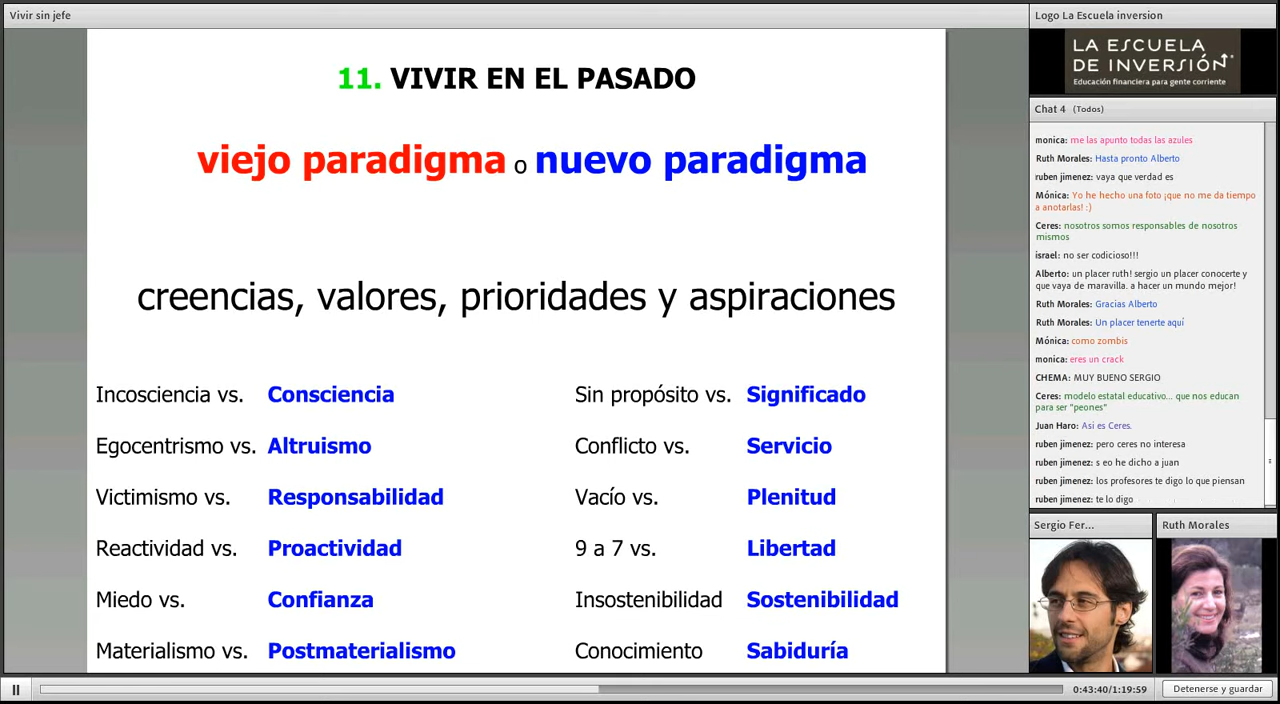 Vivir sin jefe
11. VIVIR EN EL PASADO
viejo paradigma o nuevo paradigma
creencias, valores, prioridades y aspiraciones
Incosciencia vs. Consciencia
Egocentrismo vs. Altruismo
Victimismo vs. Responsabilidad
Reactividad vs. Proactividad
Miedo vs. Confianza
Materialismo vs. Postmaterialismo
Sin propósito vs. Significado
Conflicto vs. Servicio
Vacío vs. Plenitud
9 a 7 vs. Libertad
Insostenibilidad Sostenibilidad
Conocimiento Sabiduría
Logo La Escuela inversion
LA ESCUELA
DE INVERSIÓN
Educación financiera para gente corriente
Chat 4 (Todos)
monica: me las apunto todas las azules
Ruth Morales: Hasta pronto Alberto
ruben jimenez: vaya que verdad es
Mónica: Yo he hecho una foto ¡que no me da tiempo
a anotarlas! :)
Ceres: nosotros somos responsables de nosotros
mismos
israel: no ser codicioso!!!
Alberto: un placer ruth! sergio un placer conocerte y
que vaya de maravilla. a hacer un mundo mejor!
Ruth Morales: Gracias Alberto
Ruth Morales: Un placer tenerte aquí
Mónica: como zombis
monica: eres un crack
CHEMA: MUY BUENO SERGIO
Ceres: modelo estatal educativo... que nos educan
para ser "peones"
Juan Haro: Asi es Ceres.
ruben jimenez: pero ceres no interesa
ruben jimenez: s eo he dicho a juan
ruben jimenez: los profesores te digo lo que piensan
ruben jimenez: te lo digo
Sergio Fer...
Ruth Morales
0:43:40/1:19:59
Detenerse y guardar